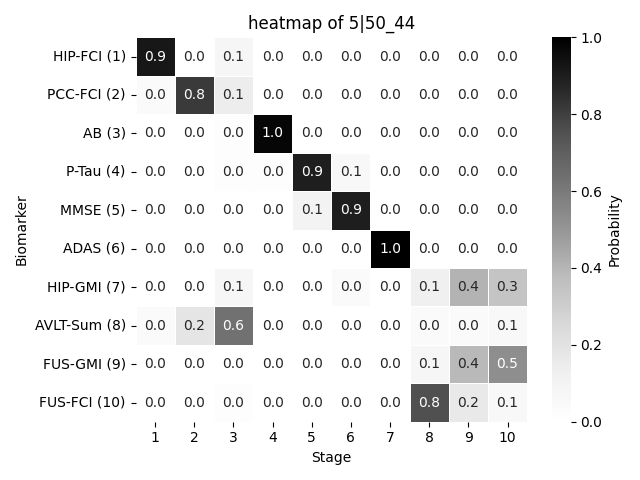 heatmap of 5|50_44
HIP-FCI (1) 0.9 0.0 0.1 0.0 0.0 0.0 0.0 0.0 0.0 0.0
PCC-FCI (2) 0.0 0.8 0.1 0.0 0.0 0.0 0.0 0.0 0.0 0.0
AB (3) 0.0 0.0 0.0 1.0 0.0 0.0 0.0 0.0 0.0 0.0
P-Tau (4) 0.0 0.0 0.0 0.0 0.9 0.1 0.0 0.0 0.0 0.0
MMSE (5) 0.0 0.0 0.0 0.0 0.1 0.9 0.0 0.0 0.0 0.0
ADAS (6) 0.0 0.0 0.0 0.0 0.0 0.0 1.0 0.0 0.0 0.0
HIP-GMI (7) 0.0 0.0 0.1 0.0 0.0 0.0 0.0 0.1 0.4 0.3
AVLT-Sum (8) 0.0 0.2 0.6 0.0 0.0 0.0 0.0 0.0 0.0 0.1
FUS-GMI (9) 0.0 0.0 0.0 0.0 0.0 0.0 0.0 0.1 0.4 0.5
FUS-FCI (10) 0.0 0.0 0.0 0.0 0.0 0.0 0.0 0.8 0.2 0.1
1 2 3 4 5 6 7 8 9 10
Stage
Biomarker
1.0
0.8
0.6
0.4
0.2
0.0
Probability